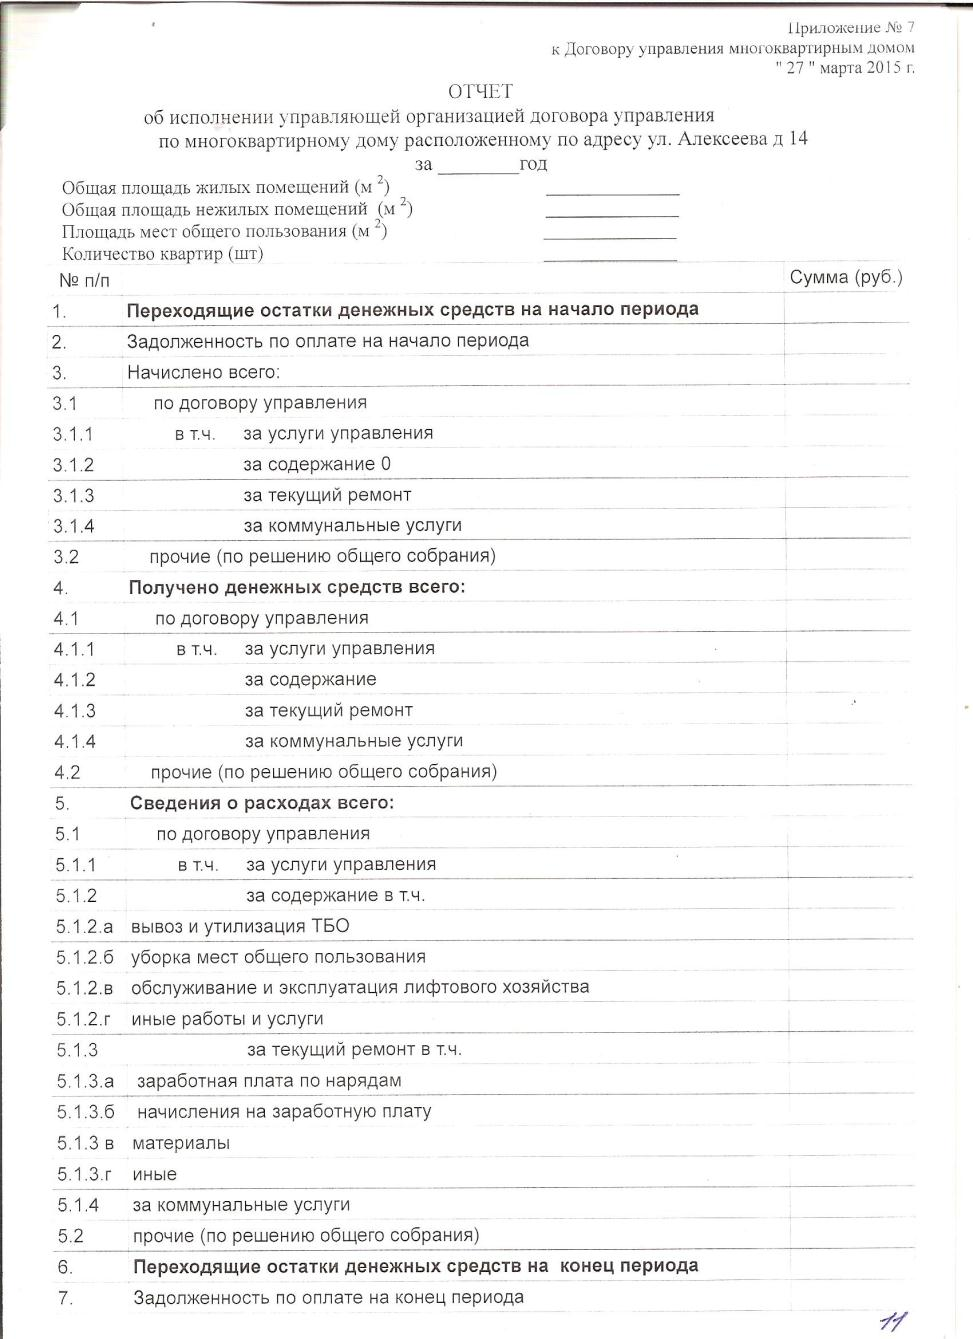 Приложение № 7
к Договору управления многоквартирным домом
" 27 " марта 2015 г.
ОТЧЕТ
об исполнении управляющей организацией договора управления
по многоквартирному дому расположенному по адресу ул. Алексеева д 14
за ________год
Общая площадь жилых помещений (м 2)
Общая площадь нежилых помещений (м 2)
Площадь мест общего пользования (м 2)
Количество квартир (шт)
№ п/п Сумма (руб.)
1. Переходящие остатки денежных средств на начало периода
2. Задолженность по оплате на начало периода
3. Начислено всего:
3.1 по договору управления
3.1.1 в т.ч. за услуги управления
3.1.2 за содержание 0
3.1.3 за текущий ремонт
3.1.4 за коммунальные услуги
3.2 прочие (по решению общего собрания)
4. Получено денежных средств всего:
4.1 по договору управления
4.1.1 в т.ч. за услуги управления
4.1.2 за содержание
4.1.3 за текущий ремонт
4.1.4 за коммунальные услуги
4.2 прочие (по решению общего собрания)
5. Сведения о расходах всего:
5.1 по договору управления
5.1.1 в т.ч. за услуги управления
5.1.2 за содержание в т.ч.
5.1.2.а вывоз и утилизация ТБО
5.1.2.б уборка мест общего пользования
5.1.2.в обслуживание и эксплуатация лифтового хозяйства
5.1.2.г иные работы и услуги
5.1.3 за текущий ремонт в т.ч.
5.1.3.а заработная плата по нарядам
5.1.3.б начисления на заработную плату
5.1.3 в материалы
5.1.3.г иные
5.1.4 за коммунальные услуги
5.2 прочие (по решению общего собрания)
6. Переходящие остатки денежных средств на конец периода
7. Задолженность по оплате на конец периода
11